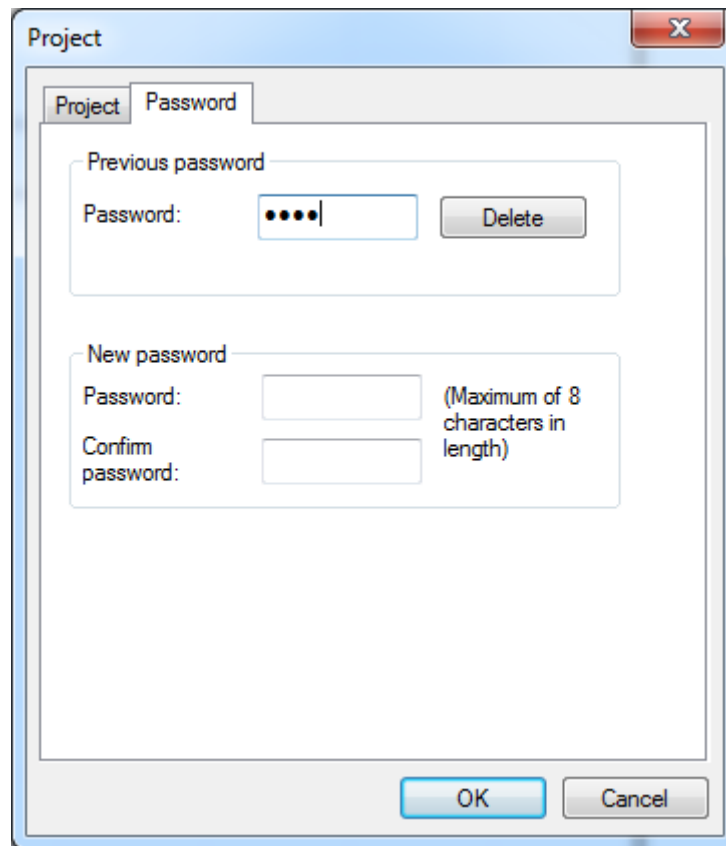 Project
Project Password
Previous password
Password: ●●●● Delete
New password
Password: (Maximum of 8
characters in
length)
Confirm
password:
OK Cancel